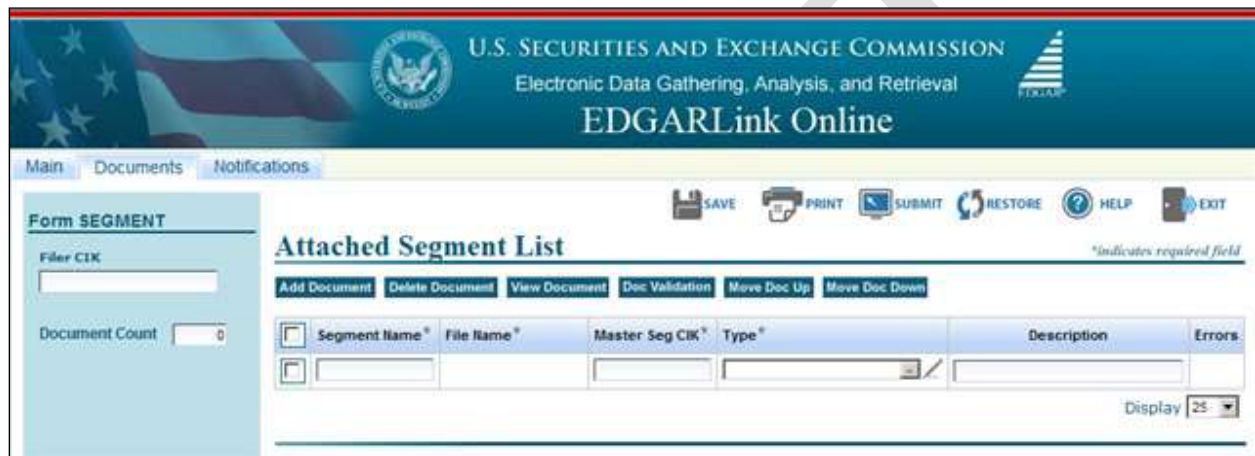 U.S. SECURITIES AND EXCHANGE COMMISSION
Electronic Data Gathering, Analysis, and Retrieval
EDGARLink Online
Main Documents Notifications
SAVE PRINT SUBMIT RESTORE HELP EXIT
Form SEGMENT
Filer CIK
Document Count 0
Attached Segment List
*indicates required field
Add Document Delete Document View Document Doc Validation Move Doc Up Move Doc Down
Segment Name* File Name* Master Seg CIK* Type* Description Errors
Display 25